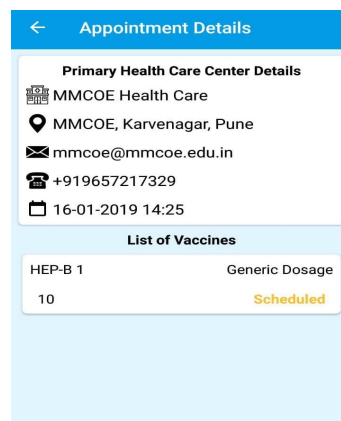 Appointment Details
Primary Health Care Center Details
MMCOE Health Care
MMCOE, Karvenagar, Pune
mmcoe@mmcoe.edu.in
+919657217329
16-01-2019 14:25
List of Vaccines
HEP-B 1 Generic Dosage
10 Scheduled